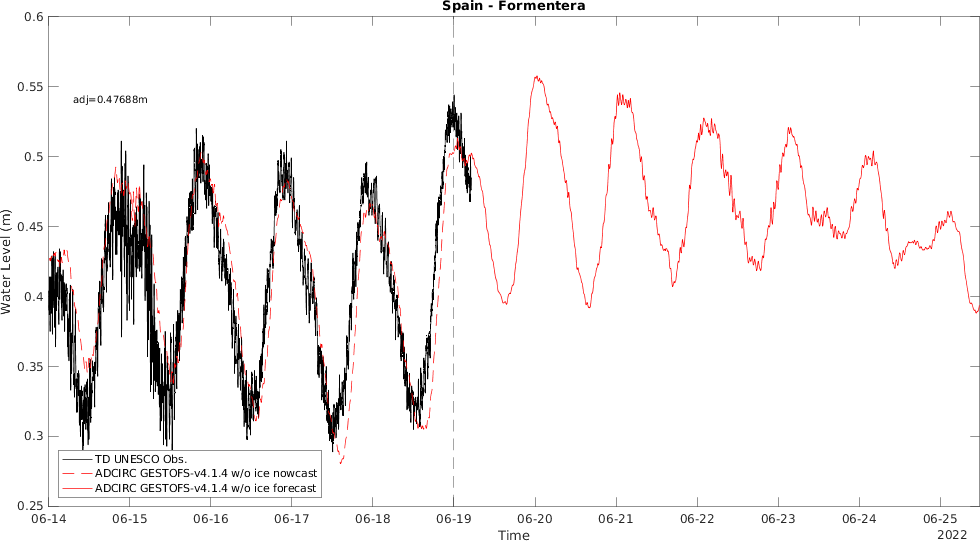 Spain - Formentera
0.6
0.55
adj=0.47688m
0.5
0.45
Water Level (m)
0.4
0.35
0.3
TD UNESCO Obs.
ADCIRC GESTOFS-v4.1.4 w/o ice nowcast
ADCIRC GESTOFS-v4.1.4 w/o ice forecast
0.25
06-14 06-15 06-16 06-17 06-18 06-19 06-20 06-21 06-22 06-23 06-24 06-25
Time 2022